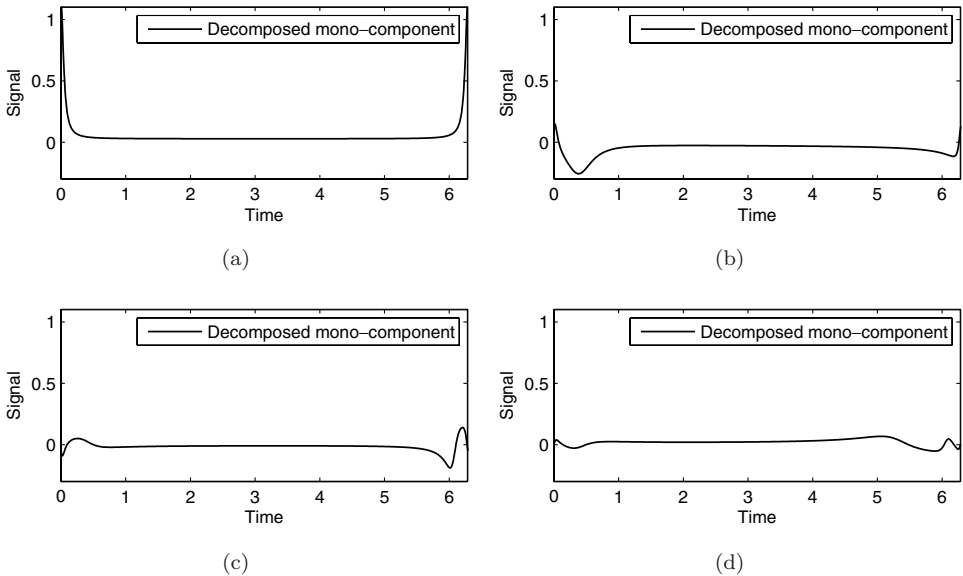 1
Decomposed mono−component
0.5
Signal
0
0 1 2 3 4 5 6
Time
(a)
1
Decomposed mono−component
0.5
Signal
0
0 1 2 3 4 5 6
Time
(b)
1
Decomposed mono−component
0.5
Signal
0
0 1 2 3 4 5 6
Time
(c)
1
Decomposed mono−component
0.5
Signal
0
0 1 2 3 4 5 6
Time
(d)